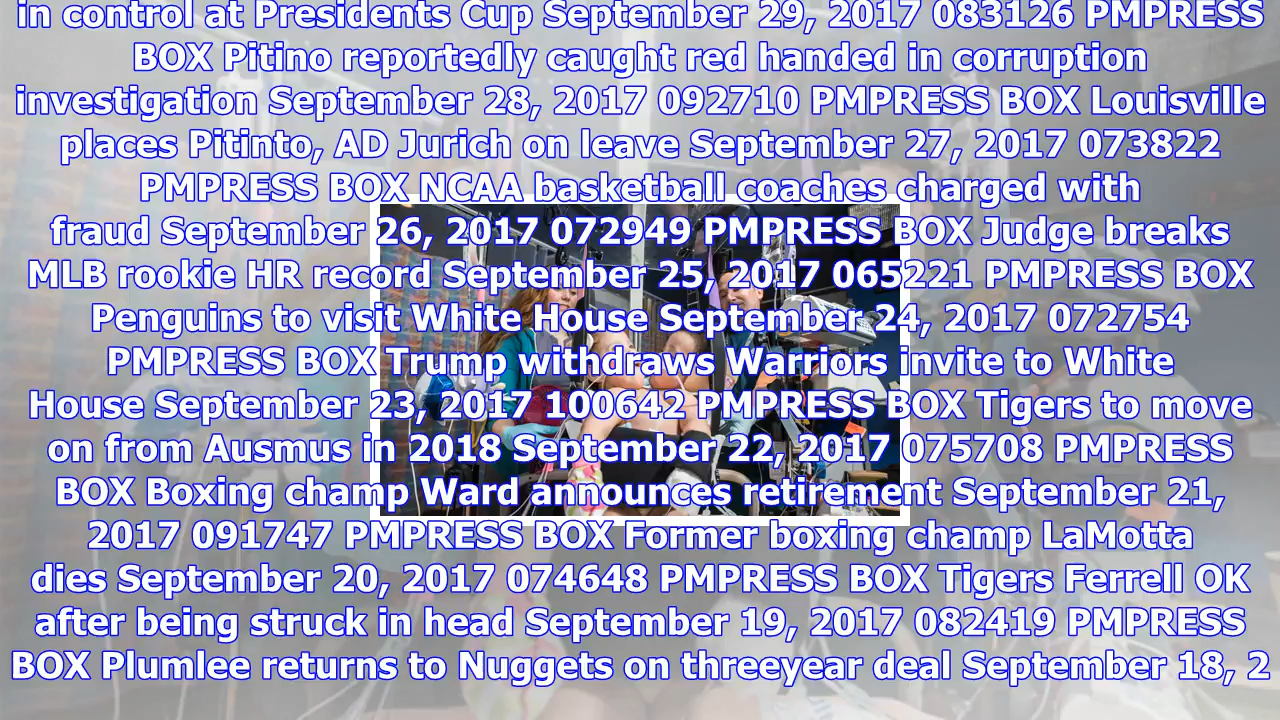 in control at Presidents Cup September 29, 2017 083126 PMPRESS
BOX Pitino reportedly caught red handed in corruption
investigation September 28, 2017 092710 PMPRESS BOX Louisville
places Pitinto, AD Jurich on leave September 27, 2017 073822
PMPRESS BOX NCAA basketball coaches charged with
fraud September 26, 2017 072949 PMPRESS BOX Judge breaks
MLB rookie HR record September 25, 2017 065221 PMPRESS BOX
Penguins to visit White House September 24, 2017 072754
PMPRESS BOX Trump withdraws Warriors invite to White
House September 23, 2017 100642 PMPRESS BOX Tigers to move
on from Ausmus in 2018 September 22, 2017 075708 PMPRESS
BOX Boxing champ Ward announces retirement September 21,
2017 091747 PMPRESS BOX Former boxing champ LaMotta
dies September 20, 2017 074648 PMPRESS BOX Tigers Ferrell OK
after being struck in head September 19, 2017 082419 PMPRESS
BOX Plumlee returns to Nuggets on threeyear deal September 18, 2